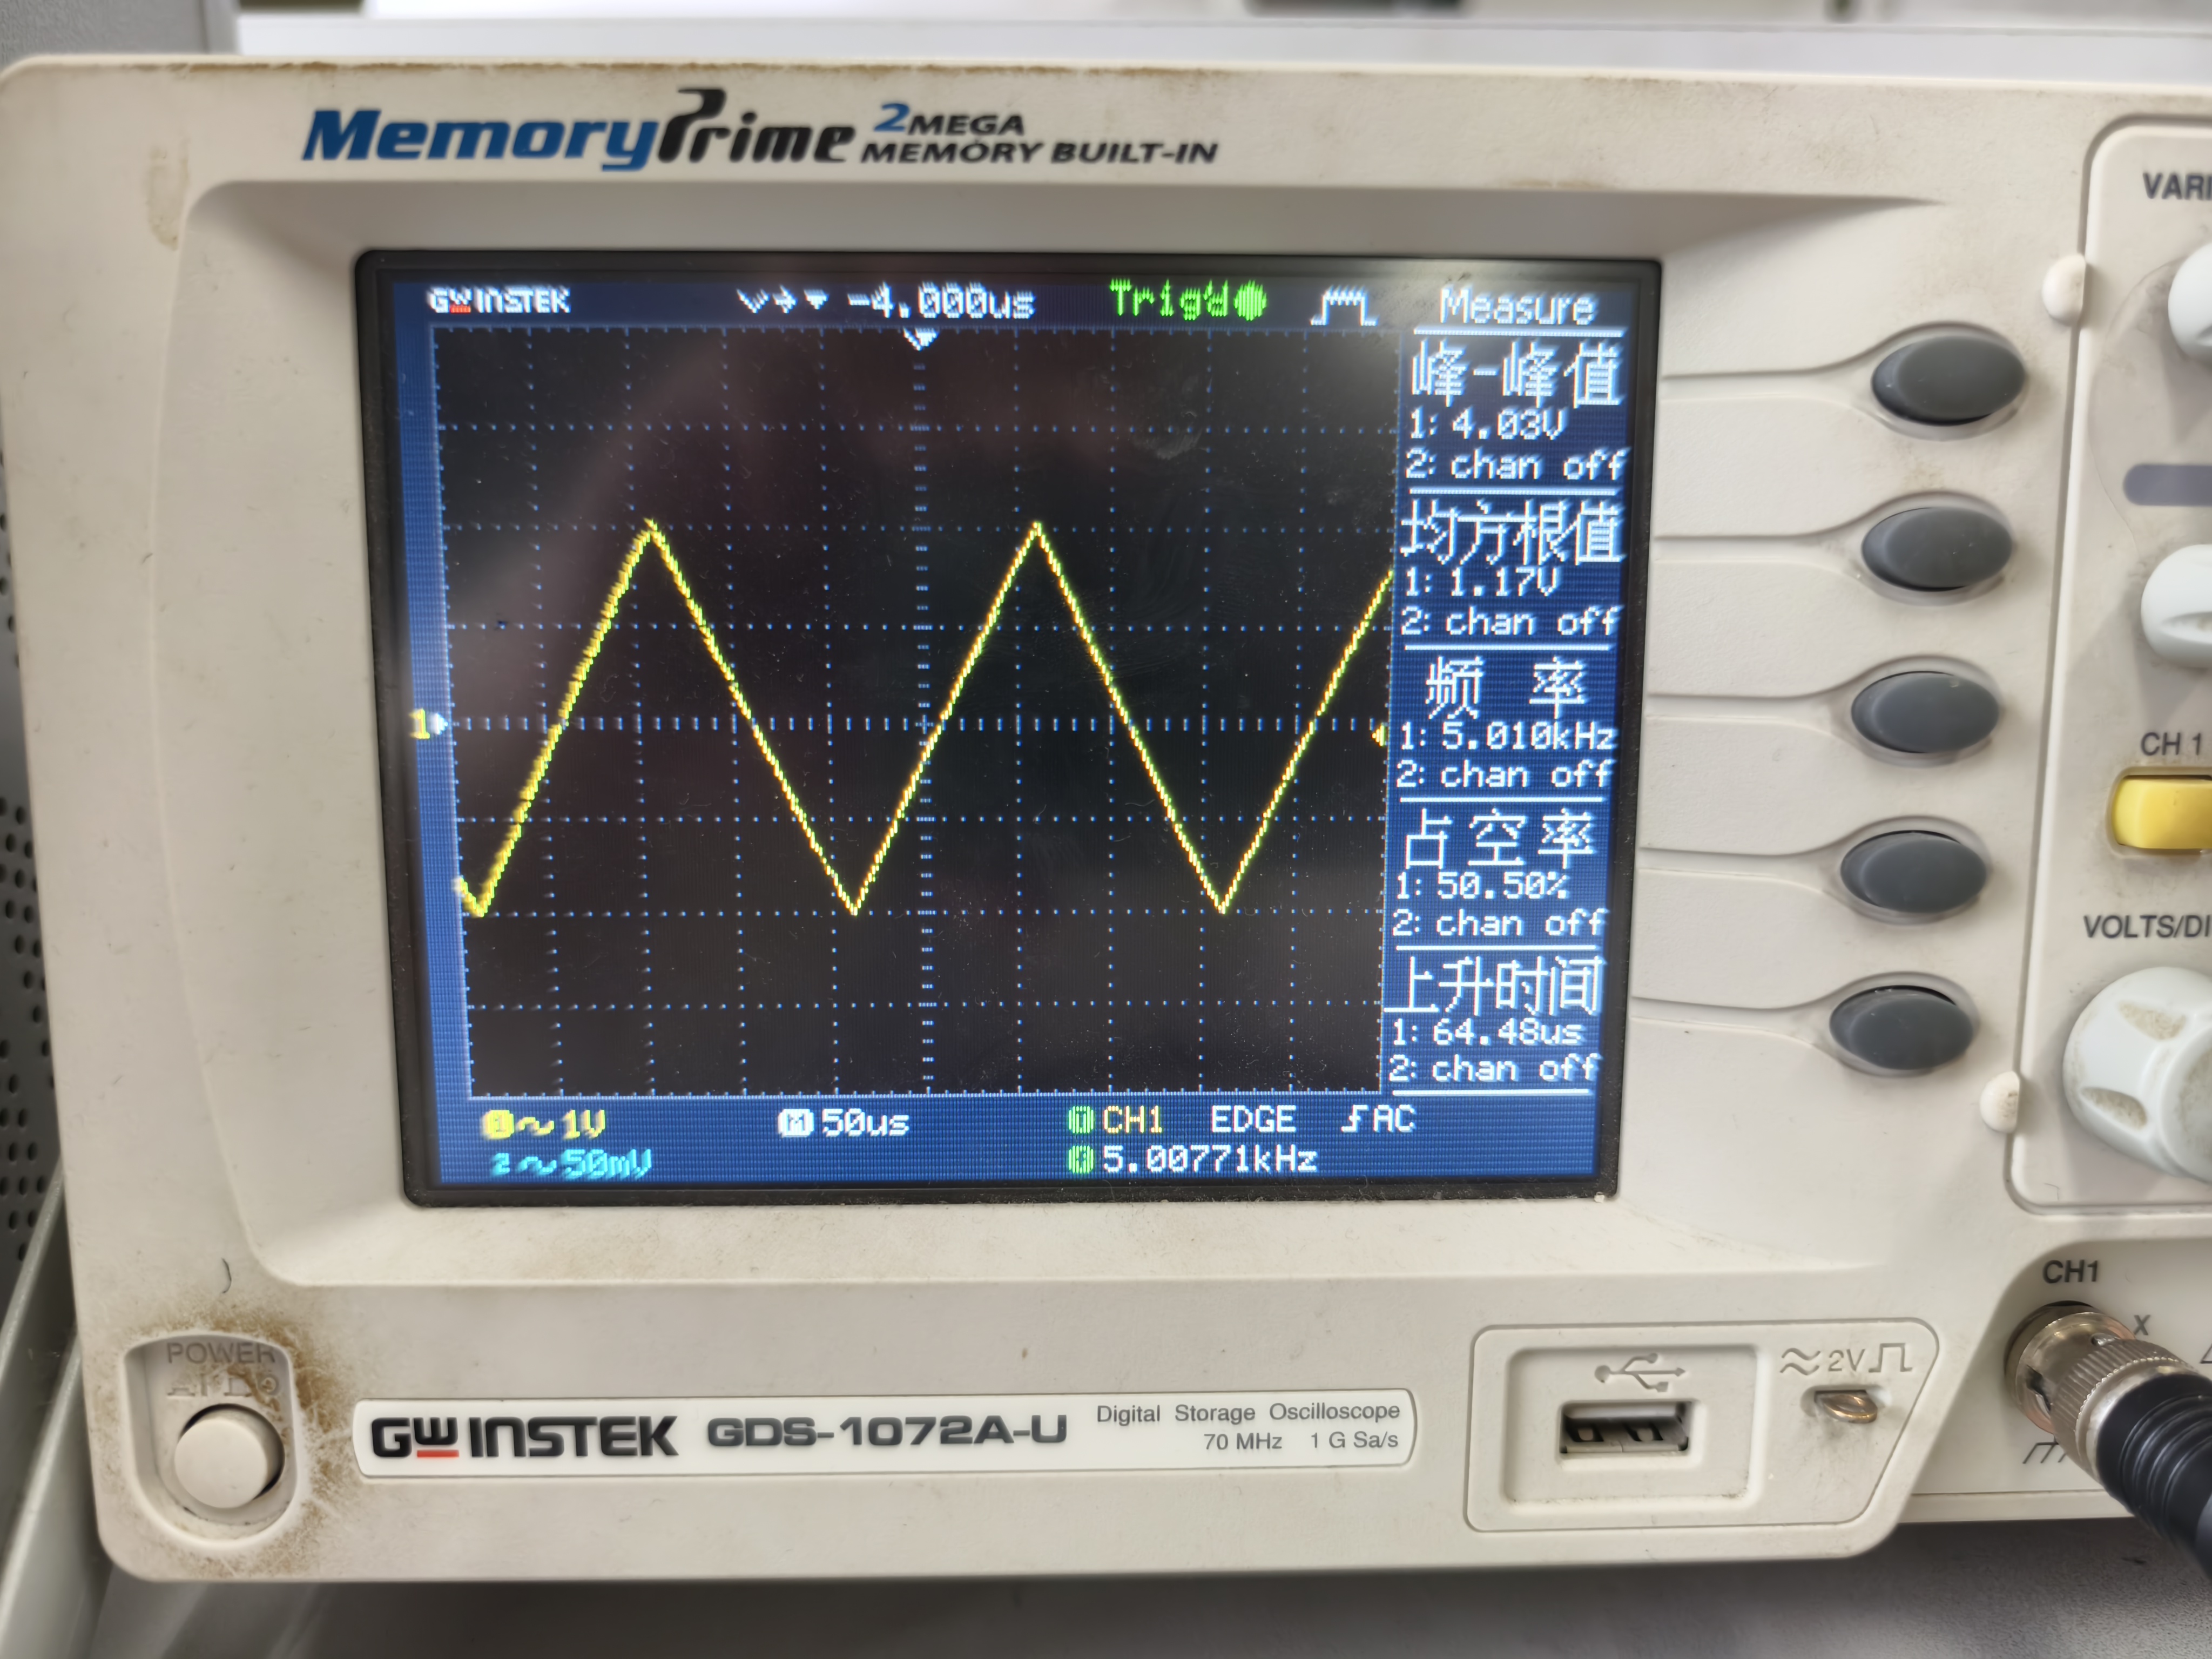 MemoryPrime 2MEGA
MEMORY BUILT-IN
GWINSTEK -4.000us Trig'd Measure
峰-峰值
1: 4.03V
2: chan off
均方根值
1: 1.17V
2: chan off
频 率
1: 5.010kHz
2: chan off
占空率
1: 50.50%
2: chan off
上升时间
1: 64.48us
2: chan off
1
1 ~ 1V M 50us T CH1 EDGE AC
2 ~ 50mV F 5.00771kHz
CH 1
VOLTS/DI
CH1
X
POWER
GWINSTEK GDS-1072A-U Digital Storage Oscilloscope
70 MHz 1 G Sa/s
≈2V
VARI